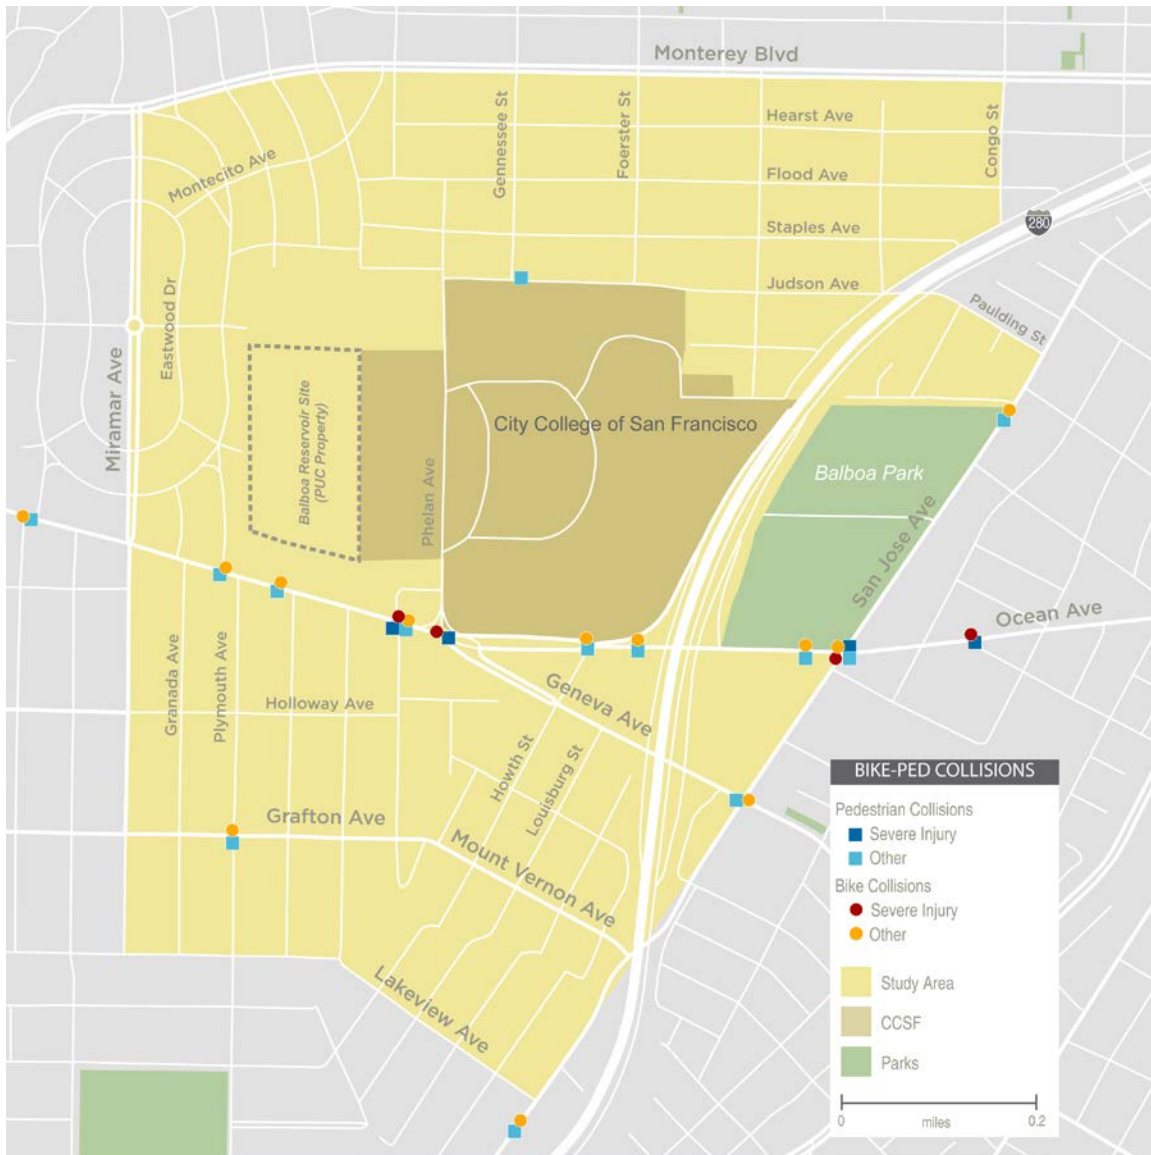 Monterey Blvd
Gennessee St
Foerster St
Hearst Ave
Congo St
Montecito Ave
Flood Ave
280
Staples Ave
Eastwood Dr
Judson Ave
Paulding St
Miramar Ave
Balboa Reservoir Site
(PUC Property)
Phelan Ave
City College of San Francisco
Balboa Park
San Jose Ave
Ocean Ave
Granada Ave
Plymouth Ave
Holloway Ave
Geneva Ave
Howth St
Louisburg St
Grafton Ave
Mount Vernon Ave
Lakeview Ave
BIKE-PED COLLISIONS
Pedestrian Collisions
Severe Injury
Other
Bike Collisions
Severe Injury
Other
Study Area
CCSF
Parks
0 miles 0.2